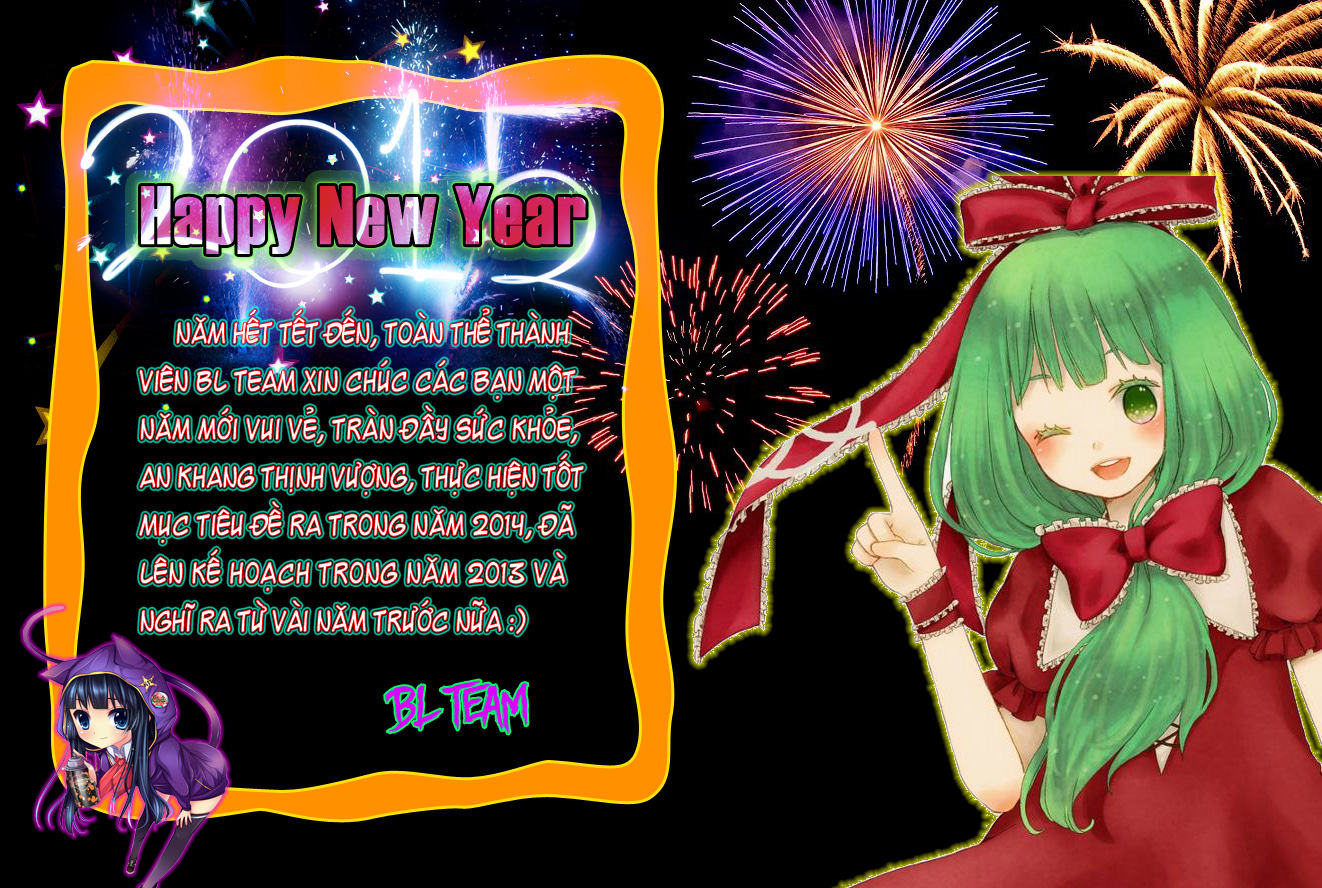 2015
Happy New Year
NĂM HẾT TẾT ĐẾN, TOÀN THỂ THÀNH
VIÊN BL TEAM XIN CHÚC CÁC BẠN MỘT
NĂM MỚI VUI VẺ, TRÀN ĐẦY SỨC KHỎE,
AN KHANG THỊNH VƯỢNG, THỰC HIỆN TỐT
MỤC TIÊU ĐỀ RA TRONG NĂM 2014, ĐÃ
LÊN KẾ HOẠCH TRONG NĂM 2013 VÀ
NGHĨ RA TỪ VÀI NĂM TRƯỚC NỮA :)
BL TEAM